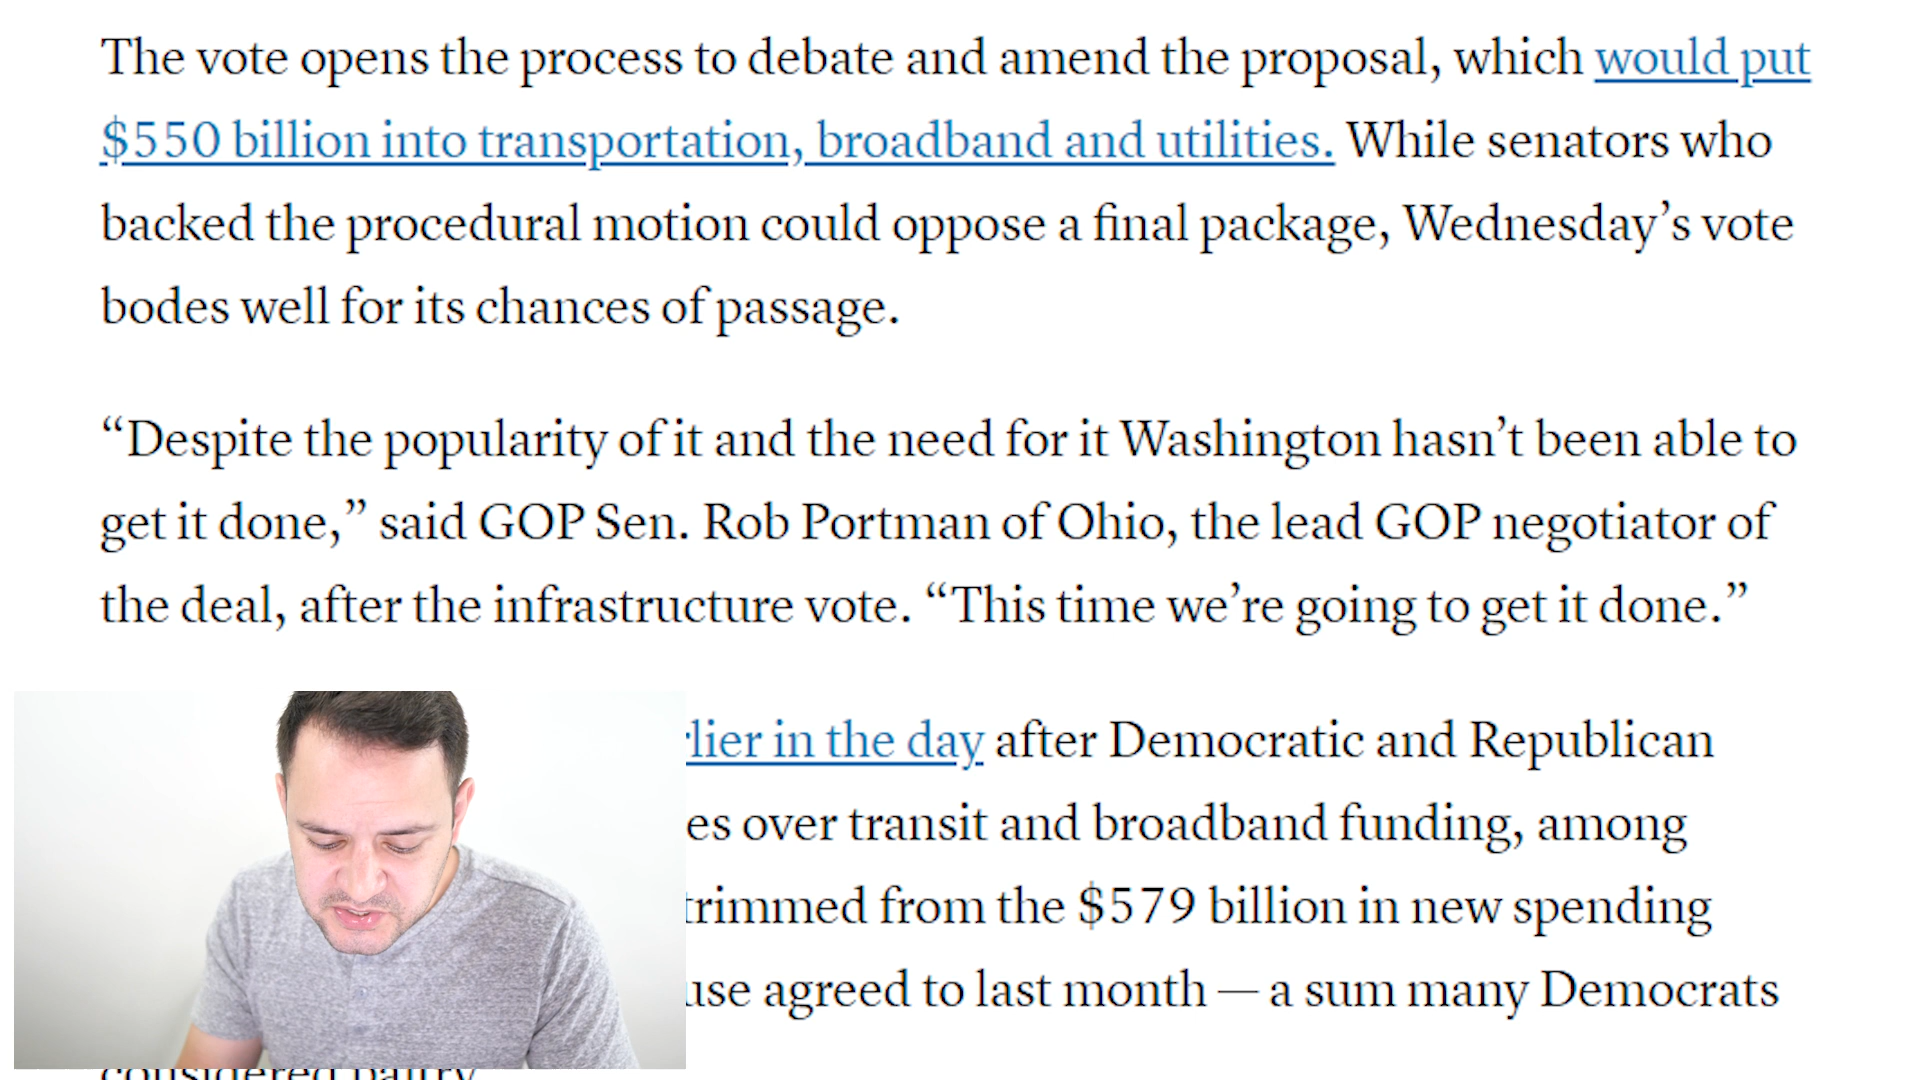 The vote opens the process to debate and amend the proposal, which would put
$550 billion into transportation, broadband and utilities. While senators who
backed the procedural motion could oppose a final package, Wednesday’s vote
bodes well for its chances of passage.
“Despite the popularity of it and the need for it Washington hasn’t been able to
get it done,” said GOP Sen. Rob Portman of Ohio, the lead GOP negotiator of
the deal, after the infrastructure vote. “This time we’re going to get it done.”
rlier in the day after Democratic and Republican
es over transit and broadband funding, among
trimmed from the $579 billion in new spending
use agreed to last month — a sum many Democrats
considered paltry